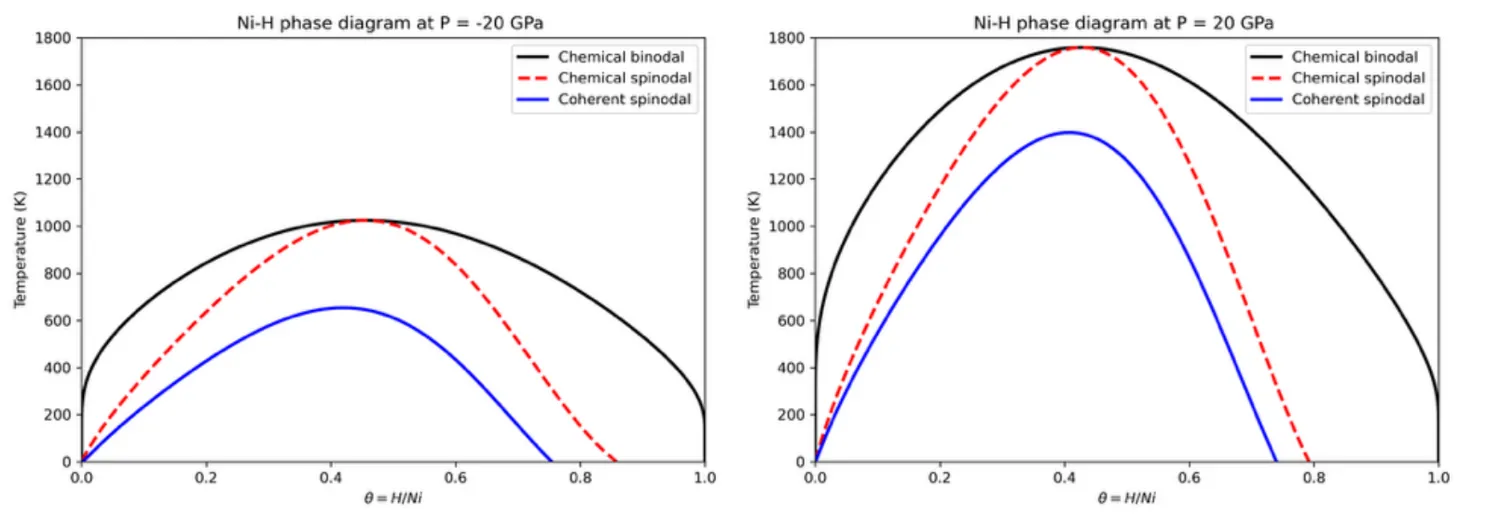 Ni-H phase diagram at P = -20 GPa
1800
1600
1400
1200
1000
800
600
400
200
0
Temperature (K)
Chemical binodal
Chemical spinodal
Coherent spinodal
0.0 0.2 0.4 0.6 0.8 1.0
θ = H/Ni
Ni-H phase diagram at P = 20 GPa
1800
1600
1400
1200
1000
800
600
400
200
0
Temperature (K)
Chemical binodal
Chemical spinodal
Coherent spinodal
0.0 0.2 0.4 0.6 0.8 1.0
θ = H/Ni